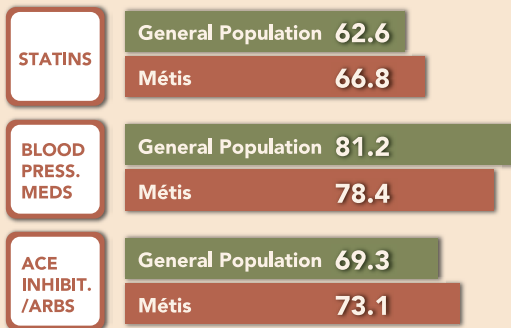 STATINS
General Population 62.6
Métis 66.8
BLOOD
PRESS.
MEDS
General Population 81.2
Métis 78.4
ACE
INHIBIT.
/ARBS
General Population 69.3
Métis 73.1